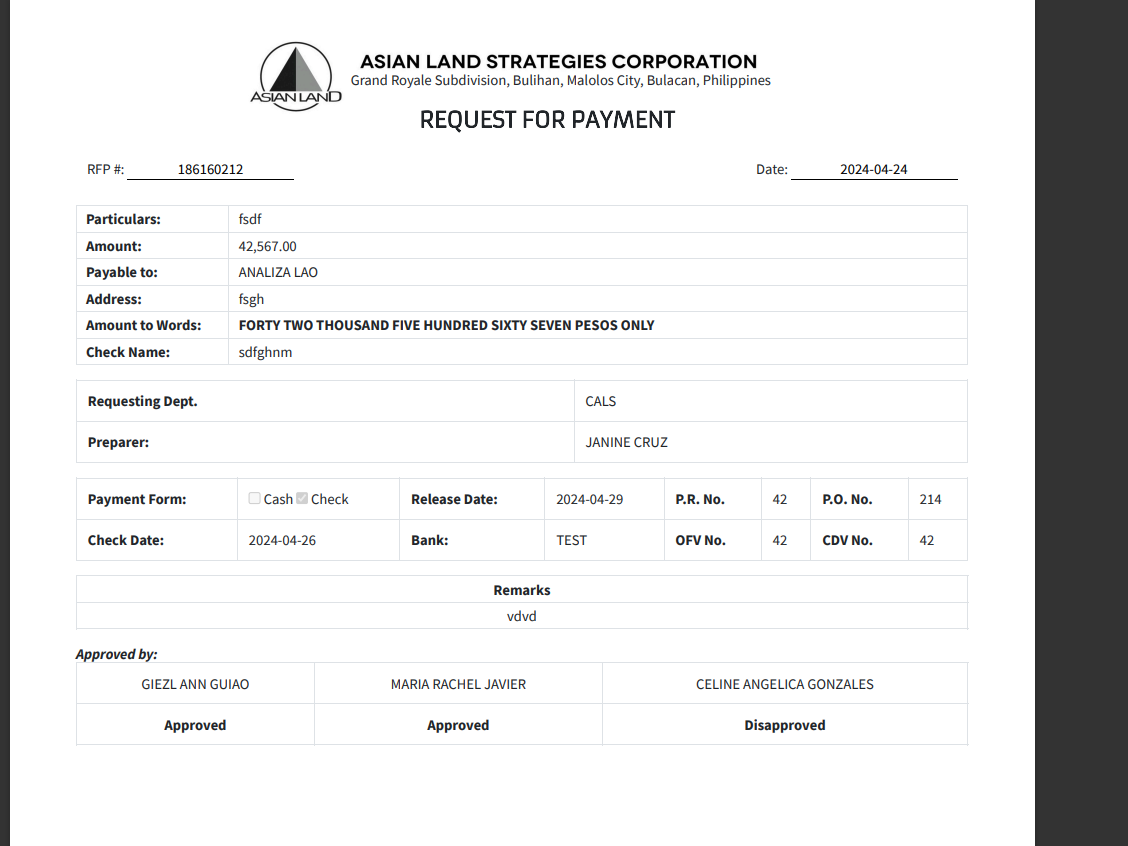 ASIAN LAND
ASIAN LAND STRATEGIES CORPORATION
Grand Royale Subdivision, Bulihan, Malolos City, Bulacan, Philippines
REQUEST FOR PAYMENT
RFP #: 186160212 Date: 2024-04-24
Particulars: fsdf
Amount: 42,567.00
Payable to: ANALIZA LAO
Address: fsgh
Amount to Words: FORTY TWO THOUSAND FIVE HUNDRED SIXTY SEVEN PESOS ONLY
Check Name: sdfghnm
Requesting Dept. CALS
Preparer: JANINE CRUZ
Payment Form: Cash Check Release Date: 2024-04-29 P.R. No. 42 P.O. No. 214
Check Date: 2024-04-26 Bank: TEST OFV No. 42 CDV No. 42
Remarks
vdvd
Approved by:
GIEZL ANN GUIAO MARIA RACHEL JAVIER CELINE ANGELICA GONZALES
Approved Approved Disapproved